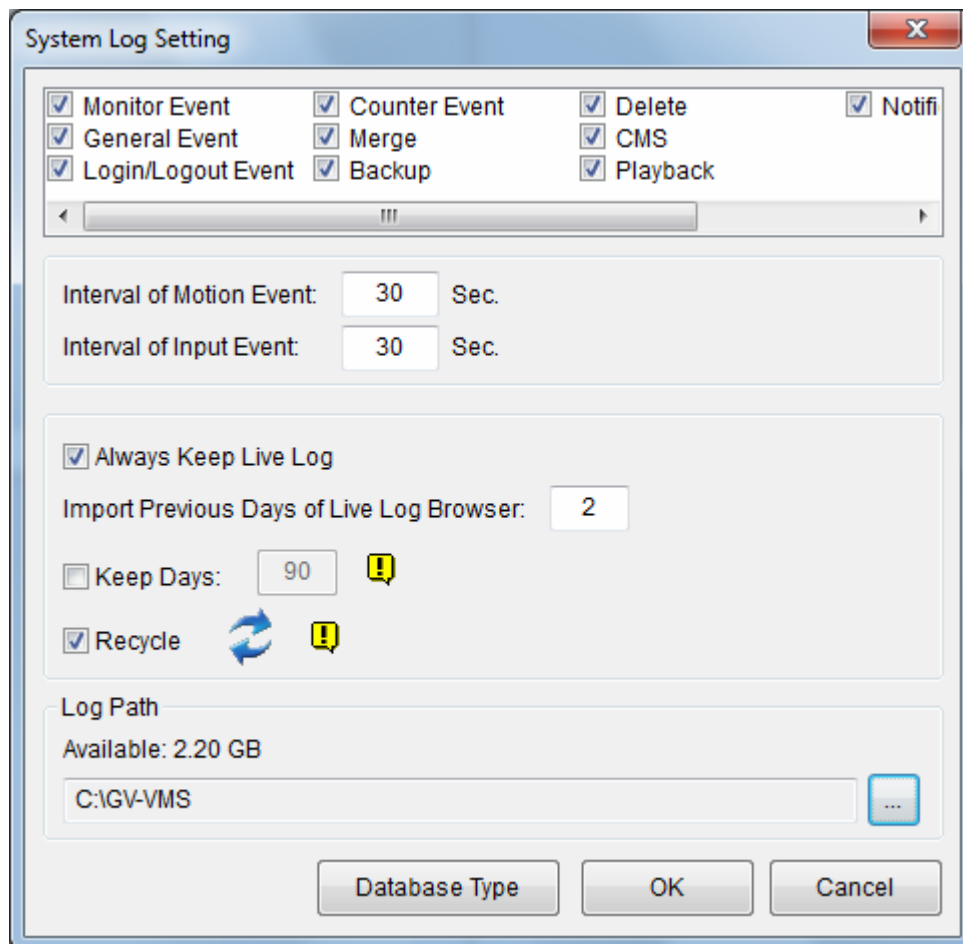 System Log Setting
Monitor Event Counter Event Delete Notifi
General Event Merge CMS
Login/Logout Event Backup Playback
Interval of Motion Event: 30 Sec.
Interval of Input Event: 30 Sec.
Always Keep Live Log
Import Previous Days of Live Log Browser: 2
Keep Days: 90
Recycle
Log Path
Available: 2.20 GB
C:\GV-VMS ...
Database Type OK Cancel